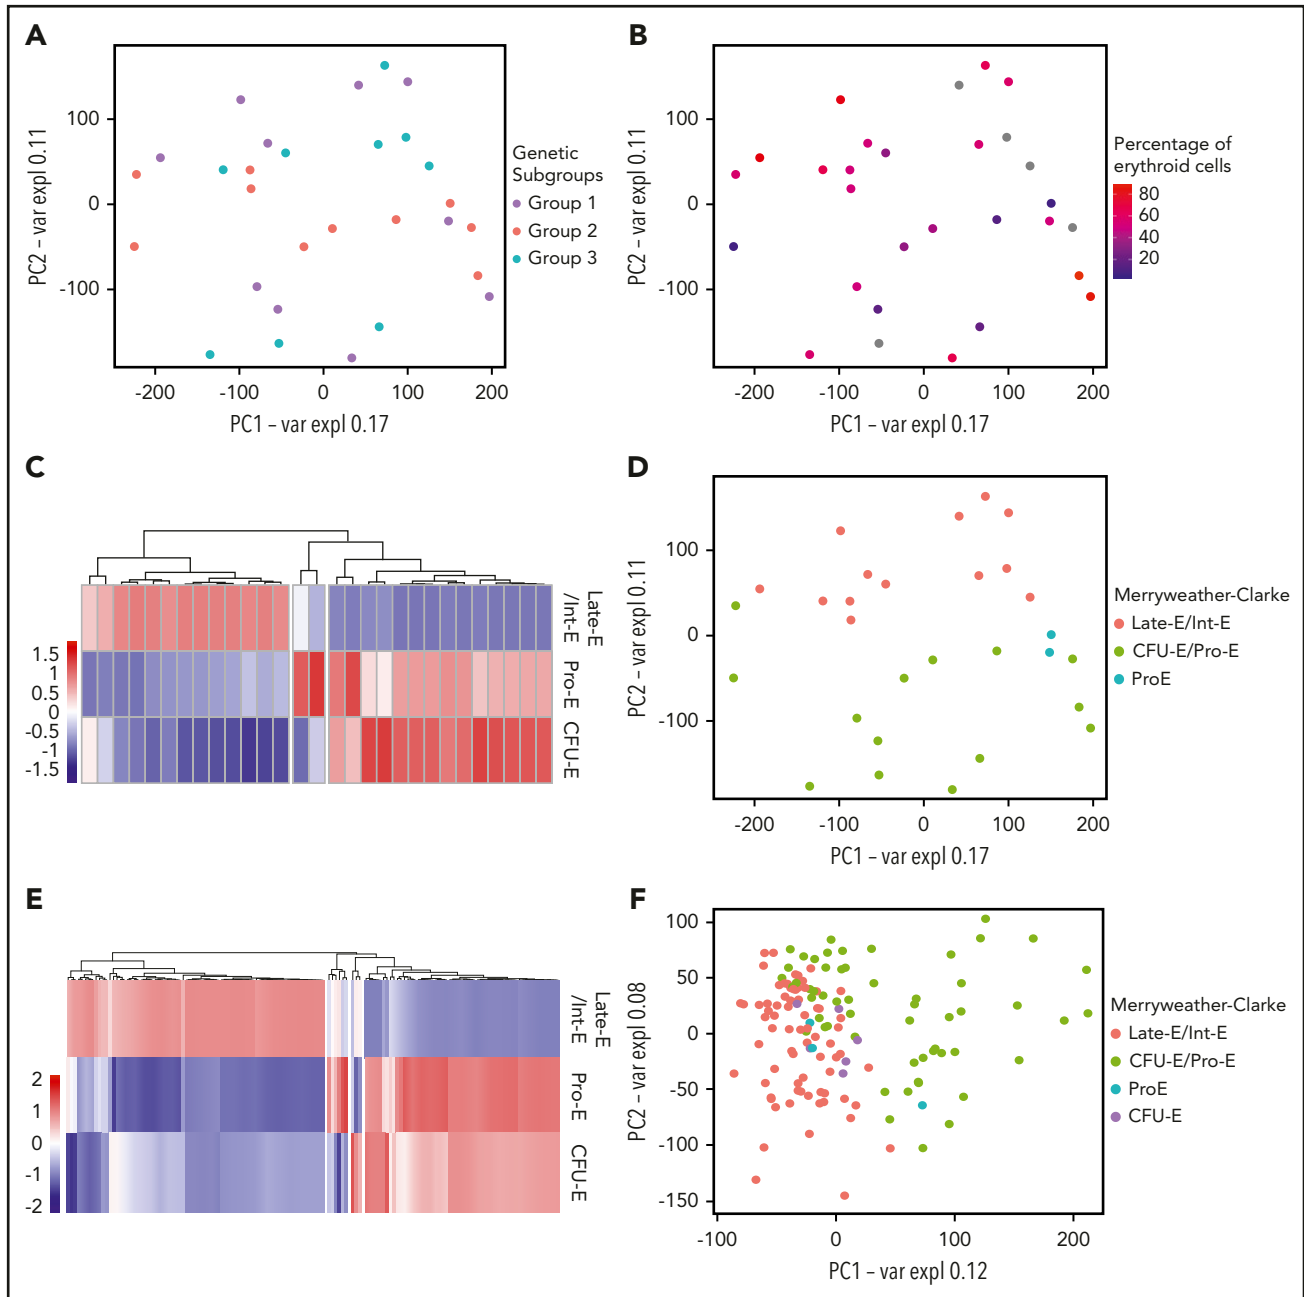 A
PC2 – var expl 0.11
100
0
-100
-200
-100
0
100
200
PC1 – var expl 0.17
Genetic
Subgroups
Group 1
Group 2
Group 3
B
PC2 – var expl 0.11
100
0
-100
-200
-100
0
100
200
PC1 – var expl 0.17
Percentage of
erythroid cells
80
60
40
20
C
1.5
1
0.5
0
-0.5
-1
-1.5
Late-E
/Int-E
Pro-E
CFU-E
D
PC2 – var expl 0.11
100
0
-100
-200
-100
0
100
200
PC1 – var expl 0.17
Merryweather-Clarke
Late-E/Int-E
CFU-E/Pro-E
ProE
E
2
1
0
-1
-2
Late-E
/Int-E
Pro-E
CFU-E
F
PC2 – var expl 0.08
100
50
0
-50
-100
-150
-100
0
100
200
PC1 – var expl 0.12
Merryweather-Clarke
Late-E/Int-E
CFU-E/Pro-E
ProE
CFU-E